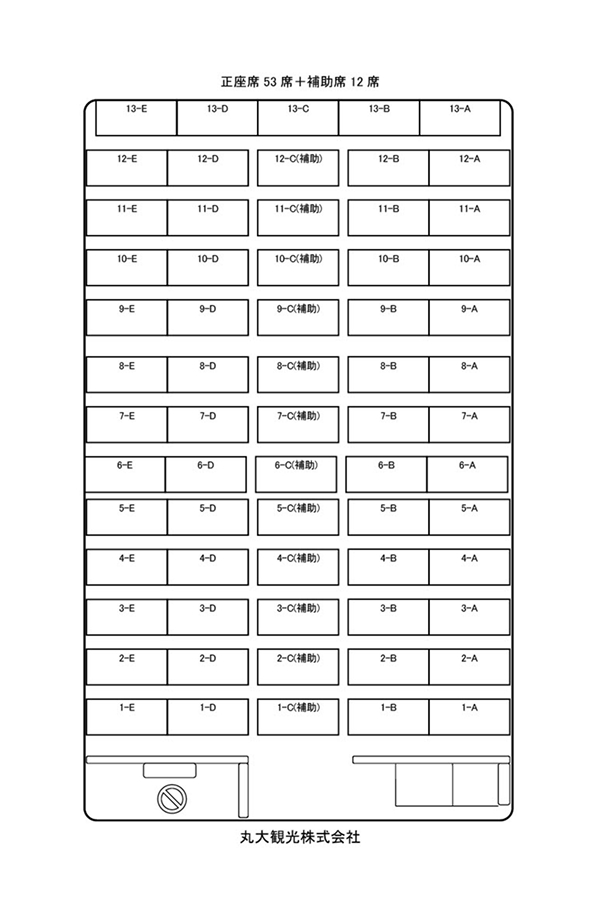 正座席 53 席＋補助席 12 席
13-E 13-D 13-C 13-B 13-A
12-E 12-D 12-C(補助) 12-B 12-A
11-E 11-D 11-C(補助) 11-B 11-A
10-E 10-D 10-C(補助) 10-B 10-A
9-E 9-D 9-C(補助) 9-B 9-A
8-E 8-D 8-C(補助) 8-B 8-A
7-E 7-D 7-C(補助) 7-B 7-A
6-E 6-D 6-C(補助) 6-B 6-A
5-E 5-D 5-C(補助) 5-B 5-A
4-E 4-D 4-C(補助) 4-B 4-A
3-E 3-D 3-C(補助) 3-B 3-A
2-E 2-D 2-C(補助) 2-B 2-A
1-E 1-D 1-C(補助) 1-B 1-A
丸大観光株式会社